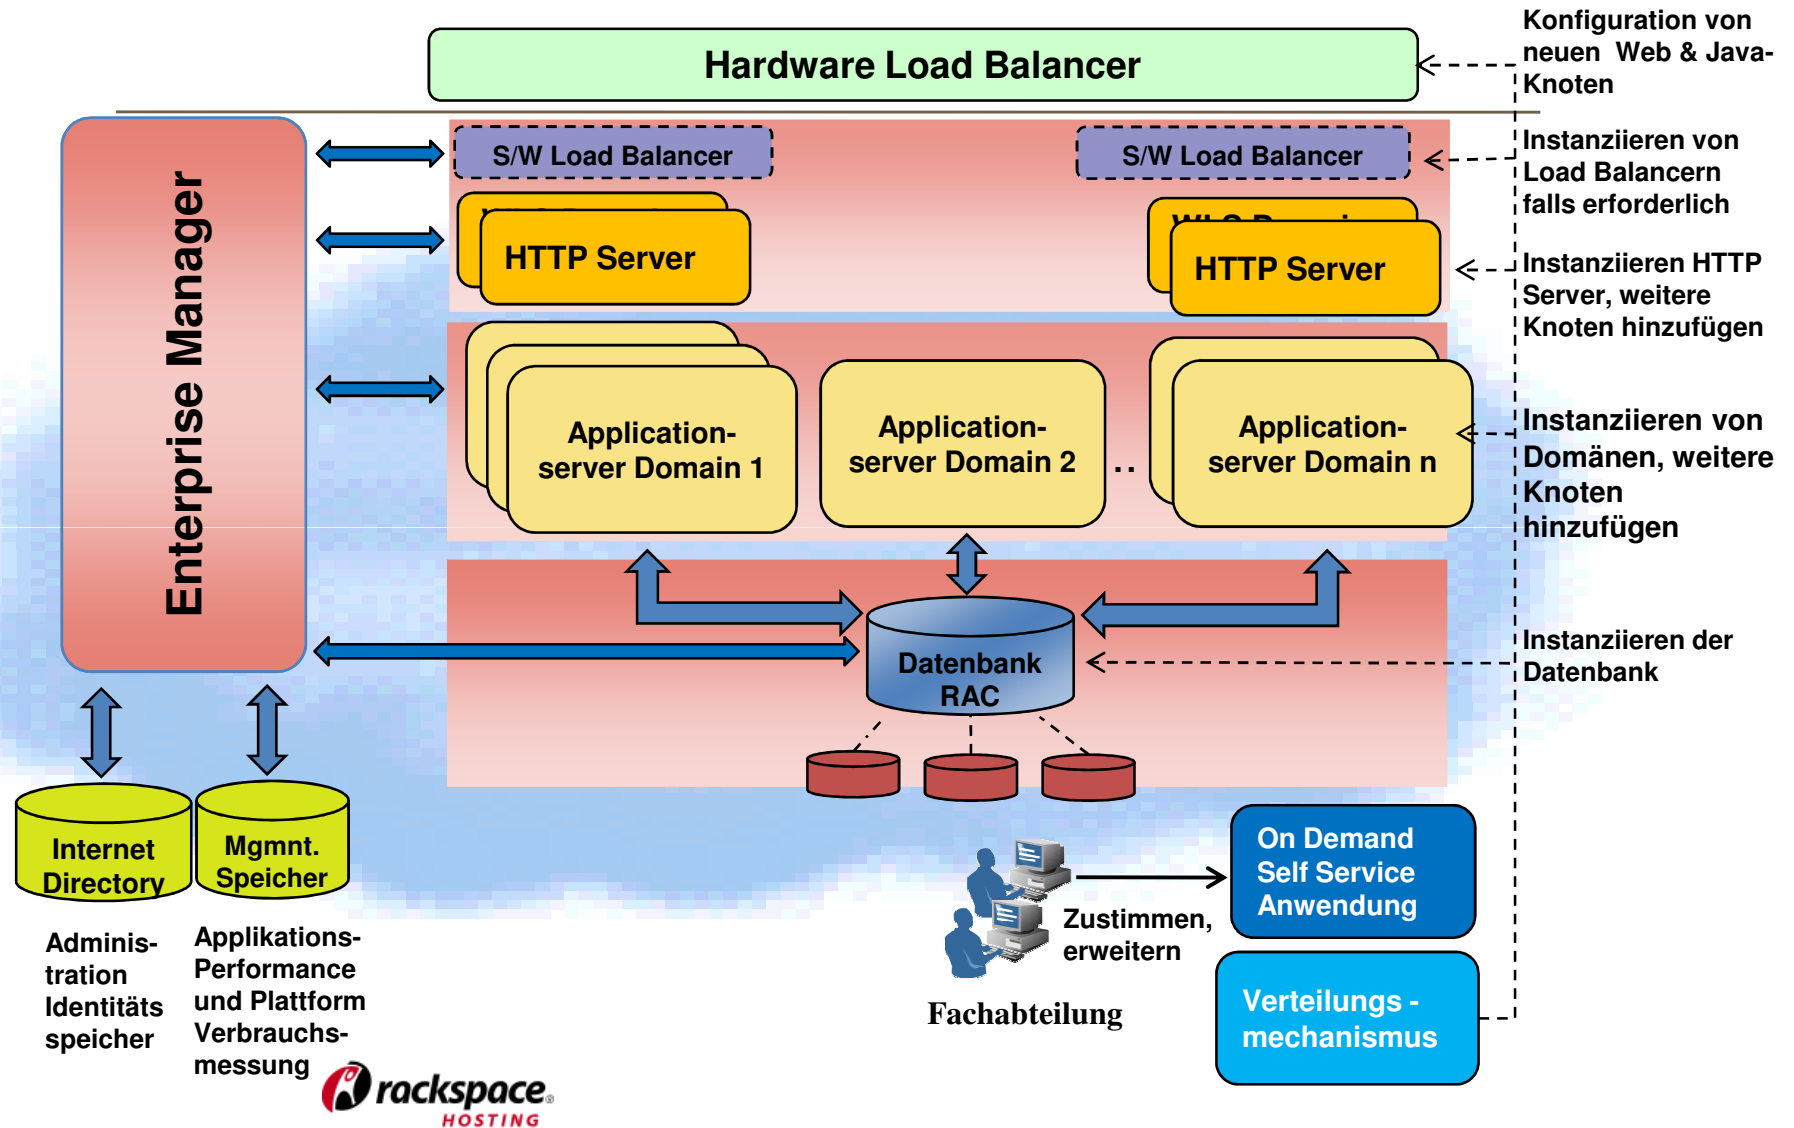 Hardware Load Balancer
Konfiguration von
neuen Web & Java-
Knoten
Enterprise Manager
S/W Load Balancer
S/W Load Balancer
Instanziieren von
Load Balancern
falls erforderlich
HTTP Server
HTTP Server
Instanziieren HTTP
Server, weitere
Knoten hinzufügen
Application-
server Domain 1
Application-
server Domain 2
..
Application-
server Domain n
Instanziieren von
Domänen, weitere
Knoten
hinzufügen
Datenbank
RAC
Instanziieren der
Datenbank
Internet
Directory
Mgmnt.
Speicher
Adminis-
tration
Identitäts
speicher
Applikations-
Performance
und Plattform
Verbrauchs-
messung
Zustimmen,
erweitern
Fachabteilung
On Demand
Self Service
Anwendung
Verteilungs -
mechanismus
rackspace®
HOSTING